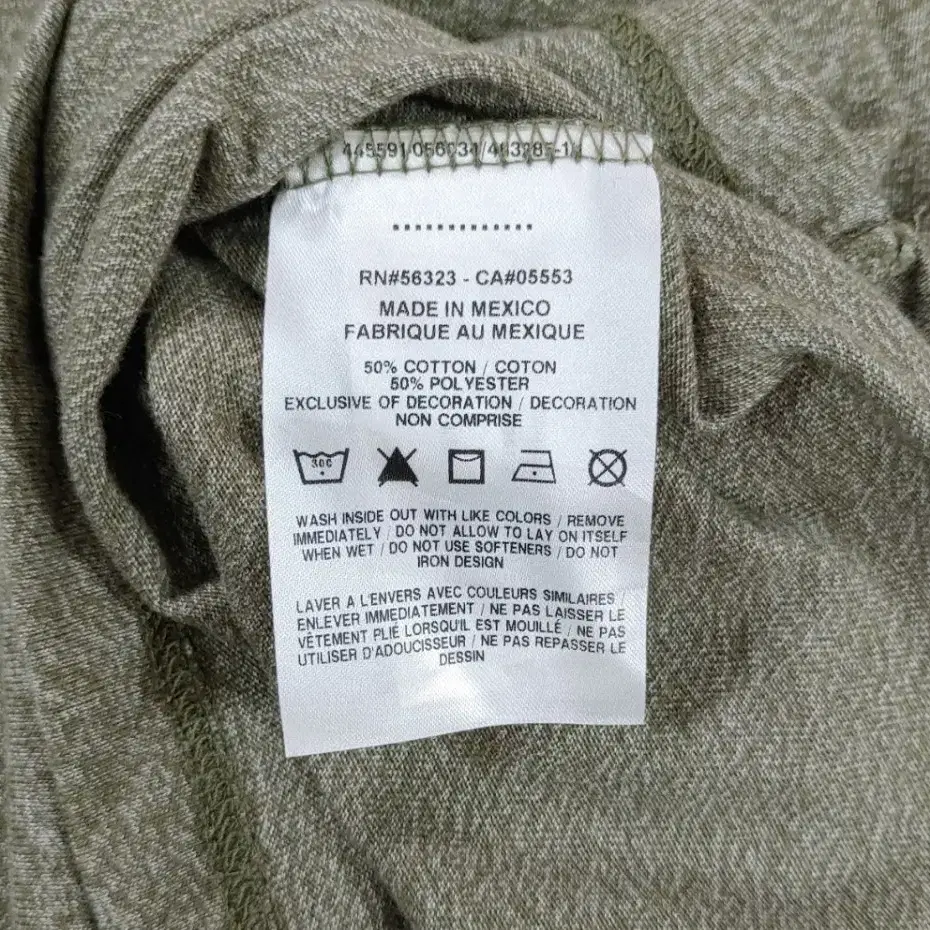 RN#56323 - CA#05553
MADE IN MEXICO
FABRIQUE AU MEXIQUE
50% COTTON / COTON
50% POLYESTER
EXCLUSIVE OF DECORATION / DECORATION
NON COMPRISE
30C
WASH INSIDE OUT WITH LIKE COLORS / REMOVE
IMMEDIATELY / DO NOT ALLOW TO LAY ON ITSELF
WHEN WET / DO NOT USE SOFTENERS / DO NOT
IRON DESIGN
LAVER A L'ENVERS AVEC COULEURS SIMILAIRES /
ENLEVER IMMEDIATEMENT / NE PAS LAISSER LE
VÊTEMENT PLIÉ LORSQU'IL EST MOUILLÉ / NE PAS
UTILISER D'ADOUCISSEUR / NE PAS REPASSER LE
DESSIN